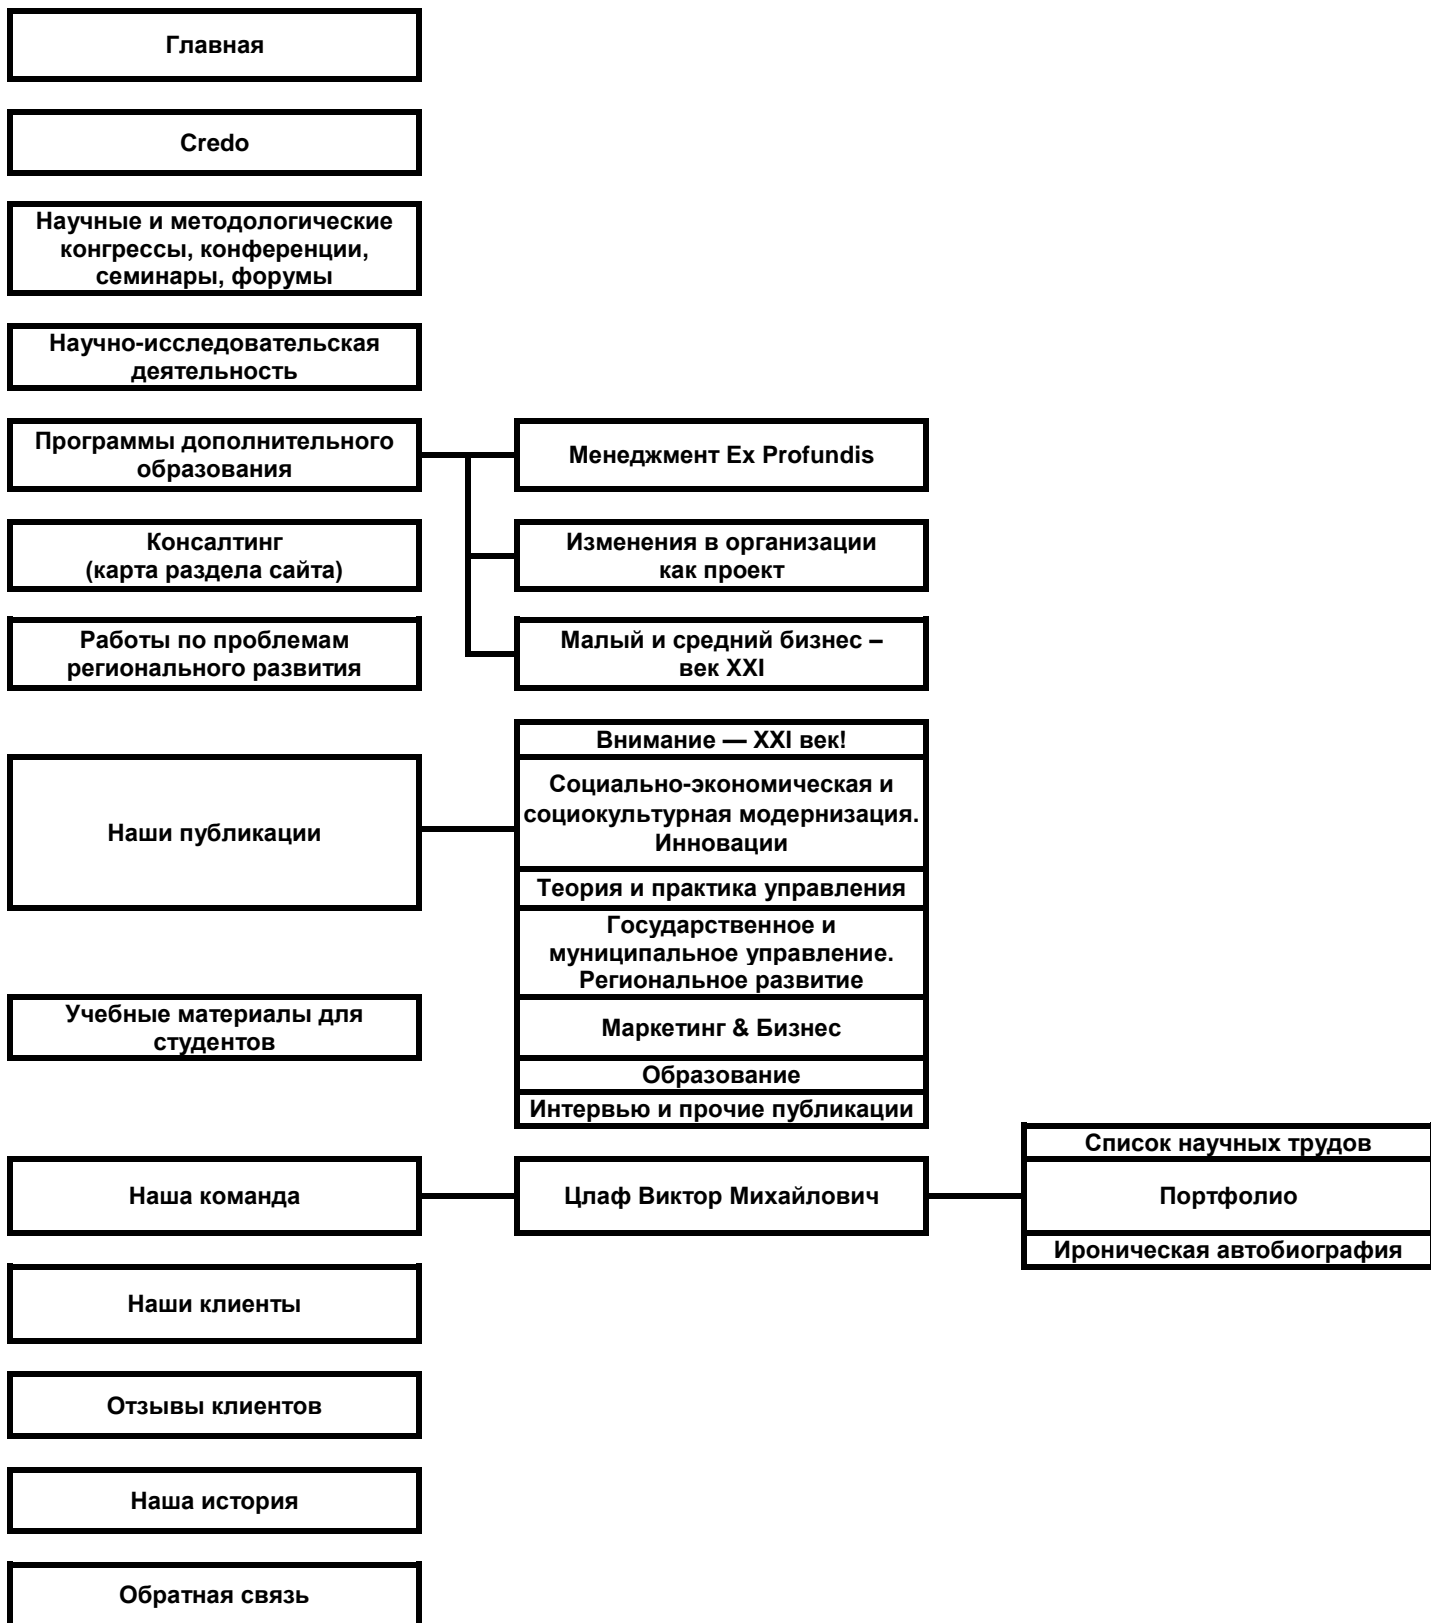 Главная
Credo
Научные и методологические
конгрессы, конференции,
семинары, форумы
Научно-исследовательская
деятельность
Программы дополнительного
образования
Менеджмент Ex Profundis
Консалтинг
(карта раздела сайта)
Изменения в организации
как проект
Работы по проблемам
регионального развития
Малый и средний бизнес –
век XXI
Наши публикации
Внимание — XXI век!
Социально-экономическая и
социокультурная модернизация.
Инновации
Теория и практика управления
Государственное и
муниципальное управление.
Региональное развитие
Маркетинг & Бизнес
Образование
Интервью и прочие публикации
Учебные материалы для
студентов
Наша команда
Цлаф Виктор Михайлович
Список научных трудов
Портфолио
Ироническая автобиография
Наши клиенты
Отзывы клиентов
Наша история
Обратная связь